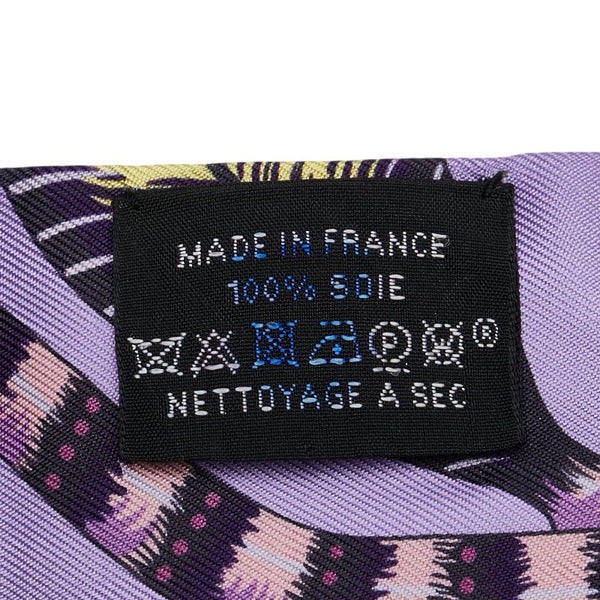 MADE IN FRANCE
100% SOIE
P W ®
NETTOYAGE A SEC